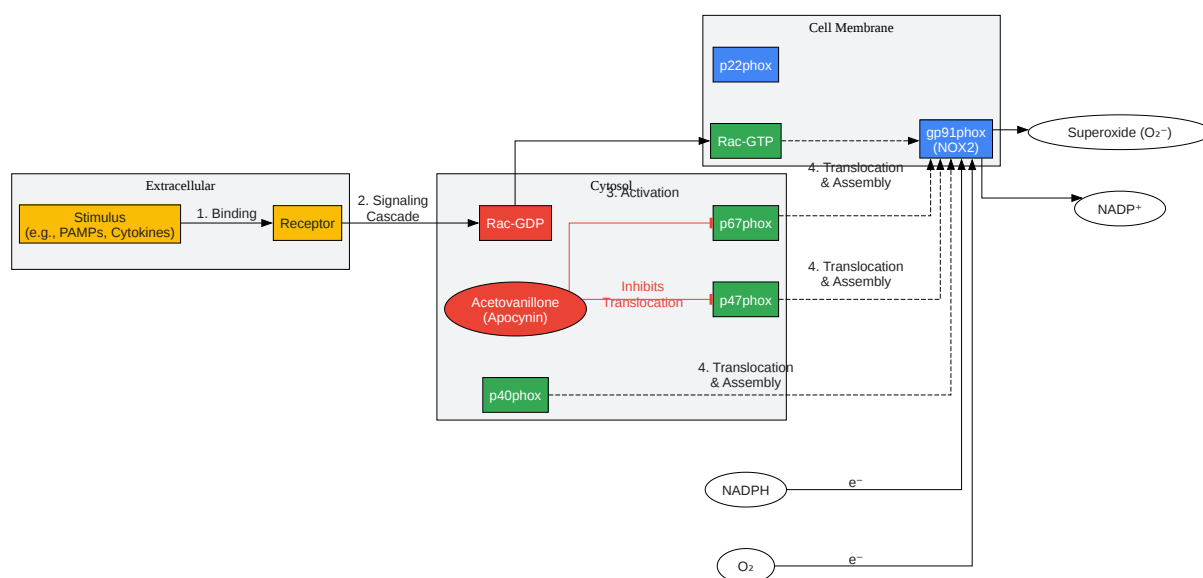 Cell Membrane
p22phox
Rac-GTP
gp91phox
(NOX2)
Superoxide (O₂⁻)
4. Translocation
& Assembly
NADP⁺
Extracellular
Stimulus
(e.g., PAMPs, Cytokines)
1. Binding
Receptor
2. Signaling
Cascade
Cytosol
3. Activation
Rac-GDP
p67phox
Acetovanillone
(Apocynin)
Inhibits
Translocation
p47phox
4. Translocation
& Assembly
p40phox
4. Translocation
& Assembly
NADPH
e⁻
O₂
e⁻